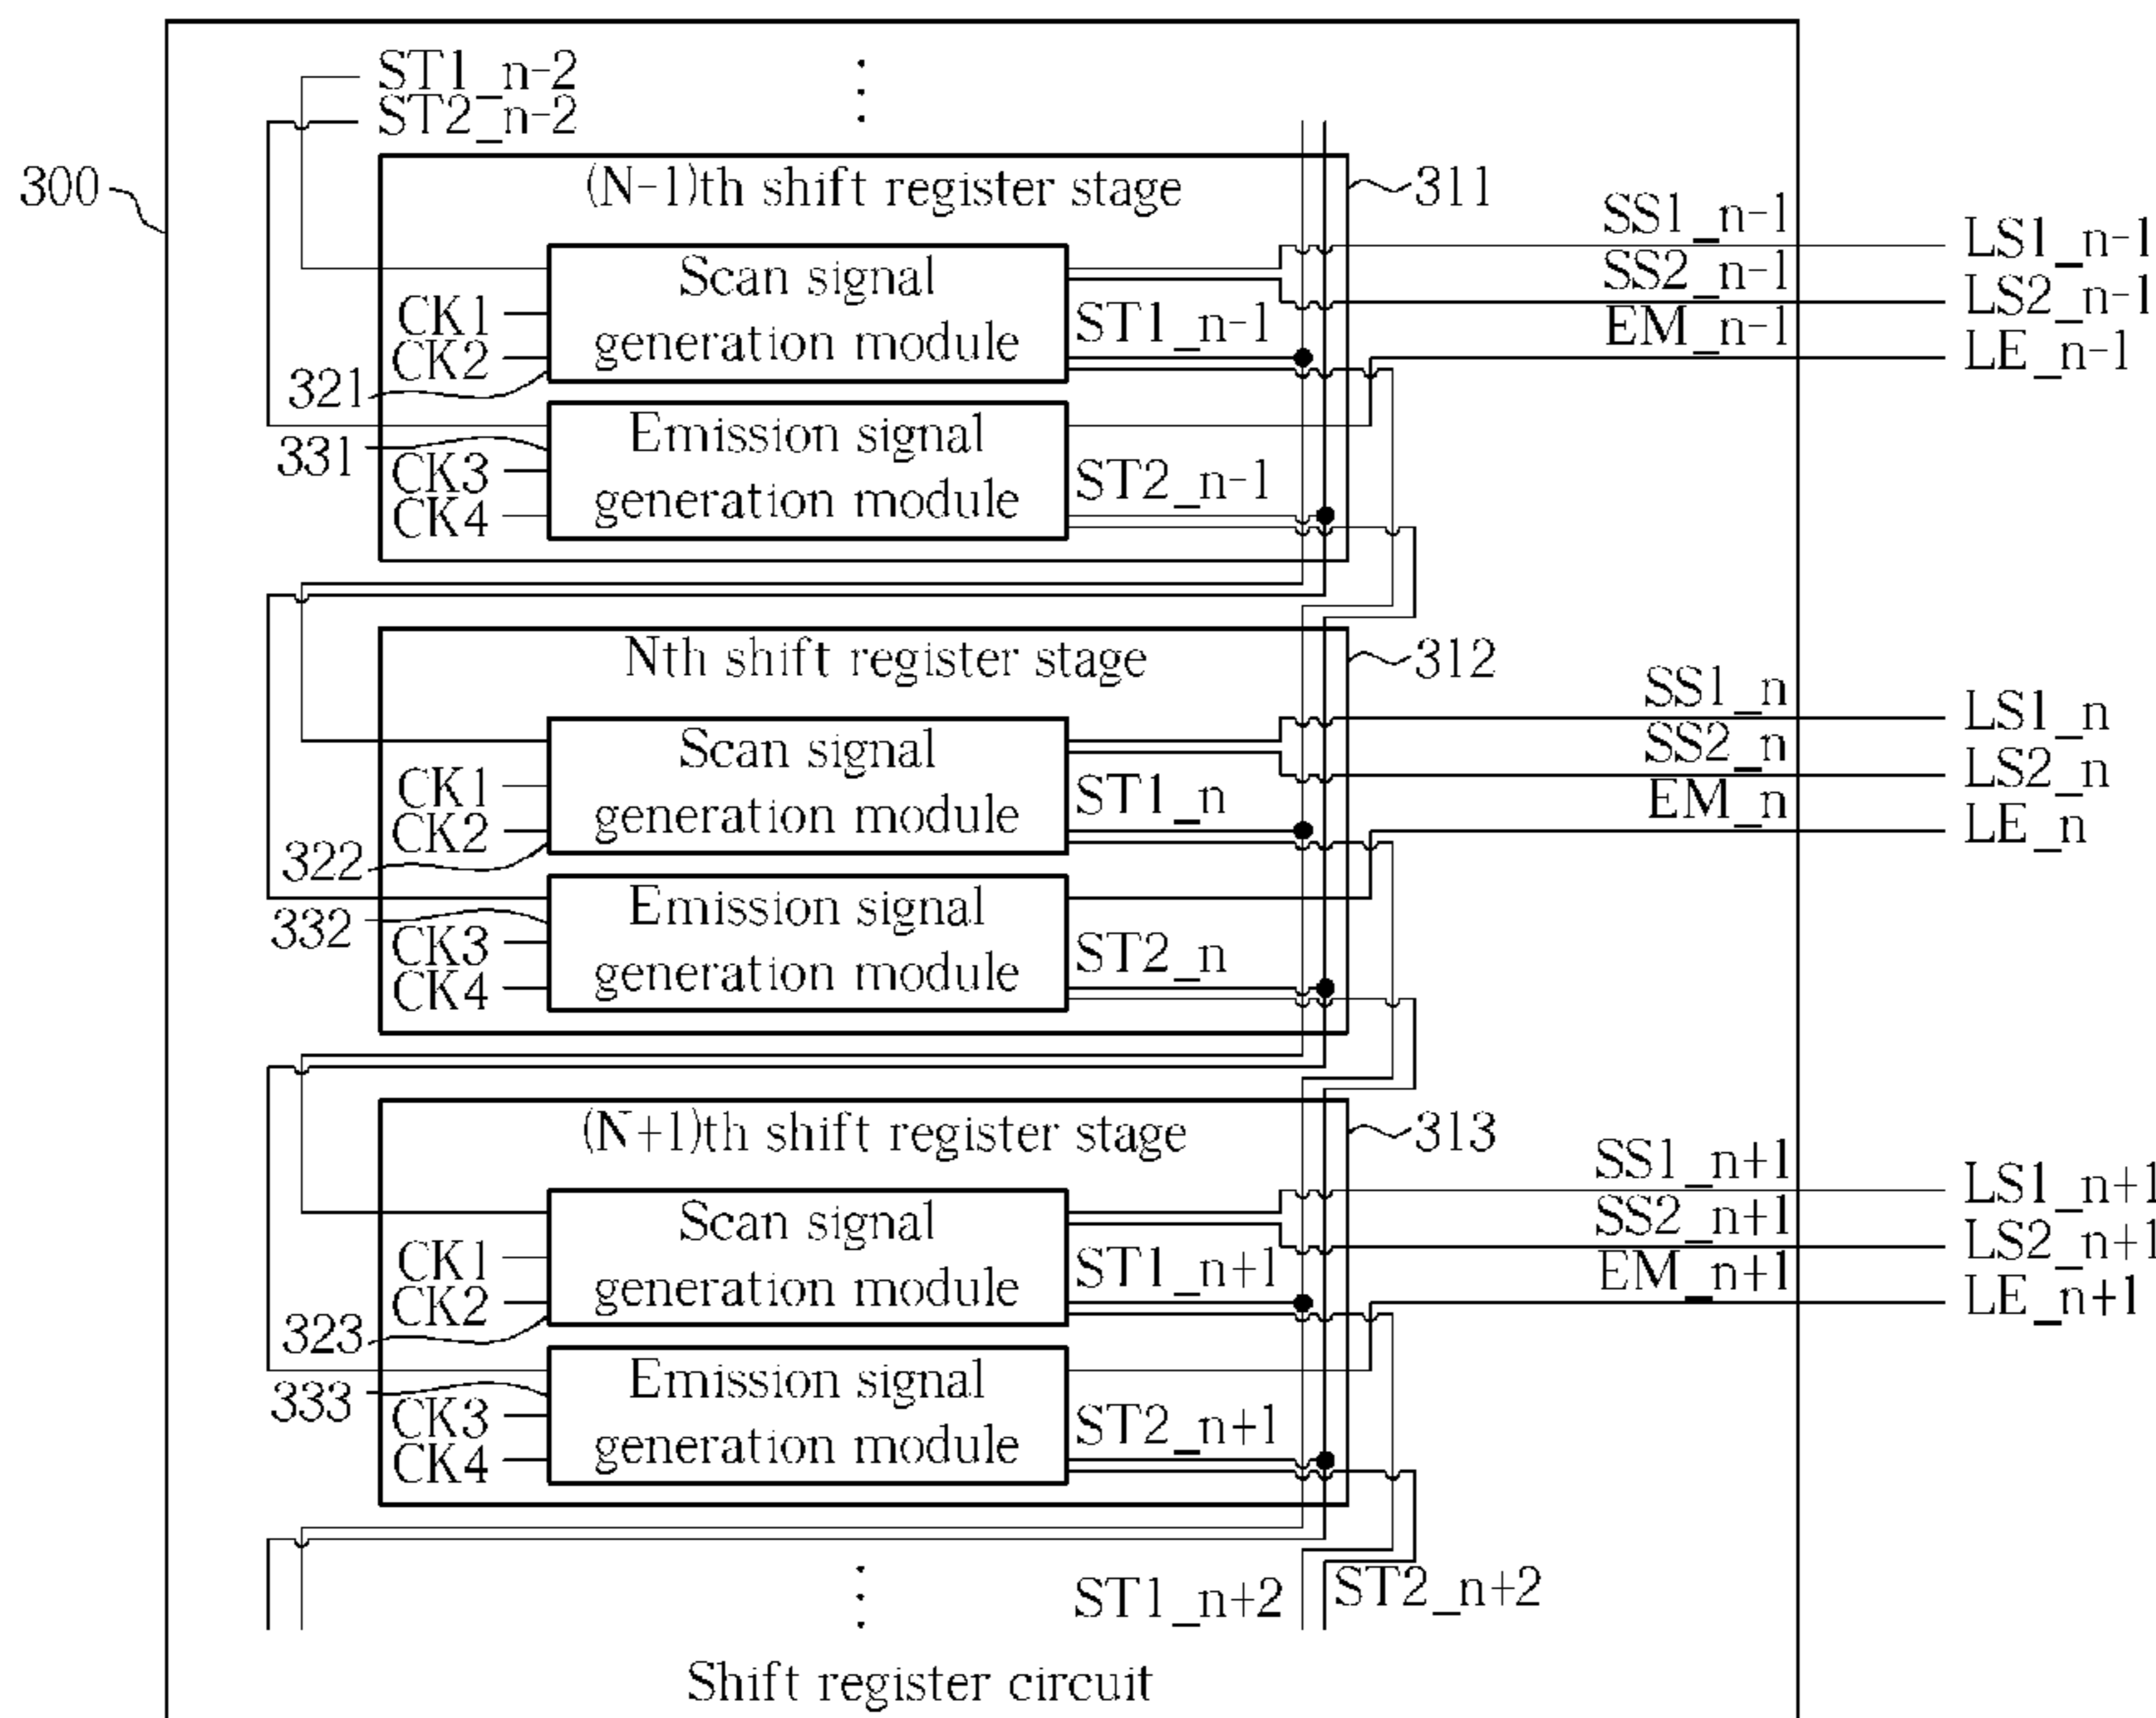 ST1_n-2
ST2_n-2
300
(N-1)th shift register stage
311
SS1_n-1
LS1_n-1
Scan signal
generation module
SS2_n-1
LS2_n-1
CK1
ST1_n-1
EM_n-1
LE_n-1
CK2
321
Emission signal
generation module
331
CK3
ST2_n-1
CK4
Nth shift register stage
312
SS1_n
LS1_n
Scan signal
generation module
SS2_n
LS2_n
CK1
ST1_n
EM_n
LE_n
CK2
322
Emission signal
generation module
332
CK3
ST2_n
CK4
(N+1)th shift register stage
313
SS1_n+1
LS1_n+1
Scan signal
generation module
SS2_n+1
LS2_n+1
CK1
ST1_n+1
EM_n+1
LE_n+1
CK2
323
Emission signal
generation module
333
CK3
ST2_n+1
CK4
ST1_n+2
ST2_n+2
Shift register circuit